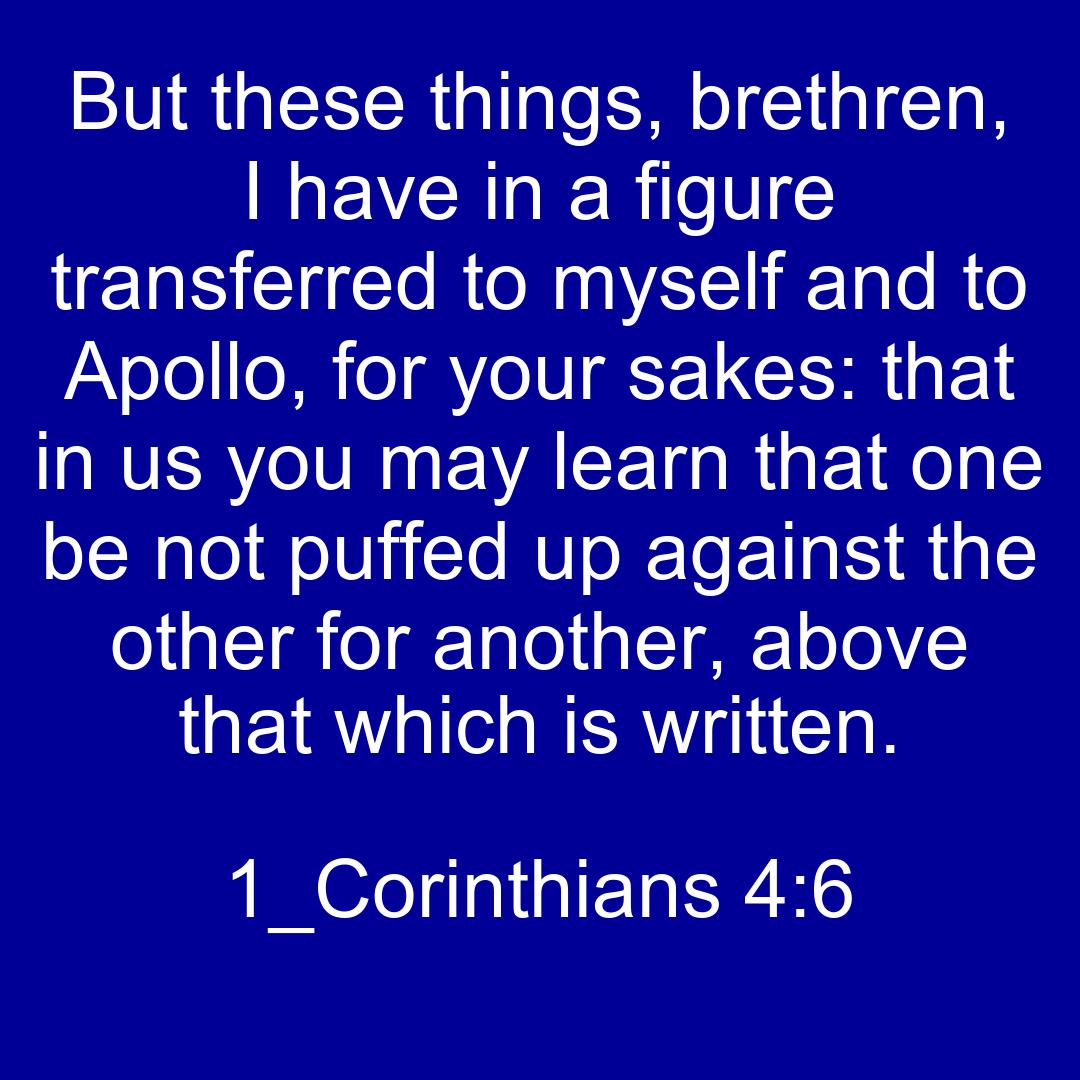 But these things, brethren,
I have in a figure
transferred to myself and to
Apollo, for your sakes: that
in us you may learn that one
be not puffed up against the
other for another, above
that which is written.
1_Corinthians 4:6